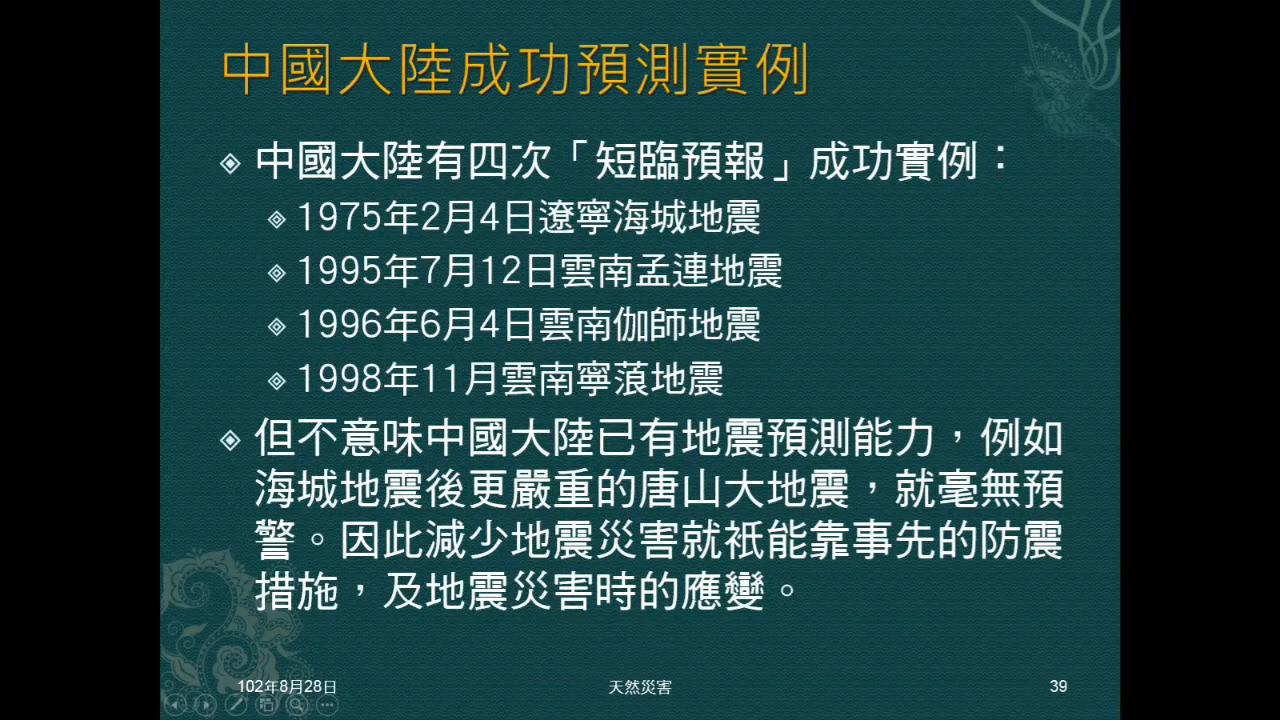 中國大陸成功預測實例
中國大陸有四次「短臨預報」成功實例：
1975年2月4日遼寧海城地震
1995年7月12日雲南孟連地震
1996年6月4日雲南伽師地震
1998年11月雲南寧蒗地震
但不意味中國大陸已有地震預測能力，例如
海城地震後更嚴重的唐山大地震，就毫無預
警。因此減少地震災害就衹能靠事先的防震
措施，及地震災害時的應變。
102年8月28日
天然災害
39